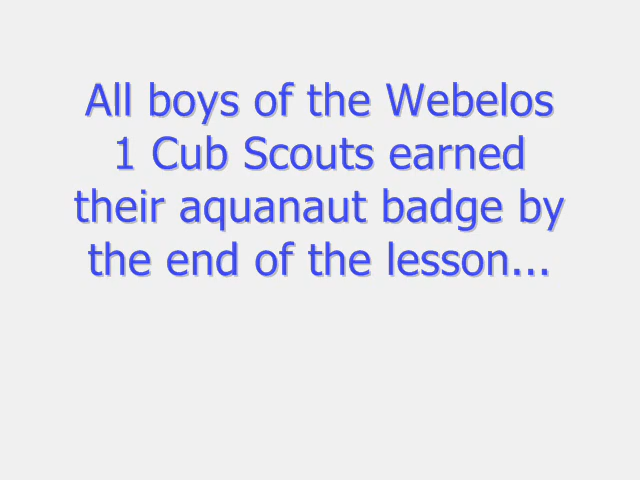 All boys of the Webelos
1 Cub Scouts earned
their aquanaut badge by
the end of the lesson...